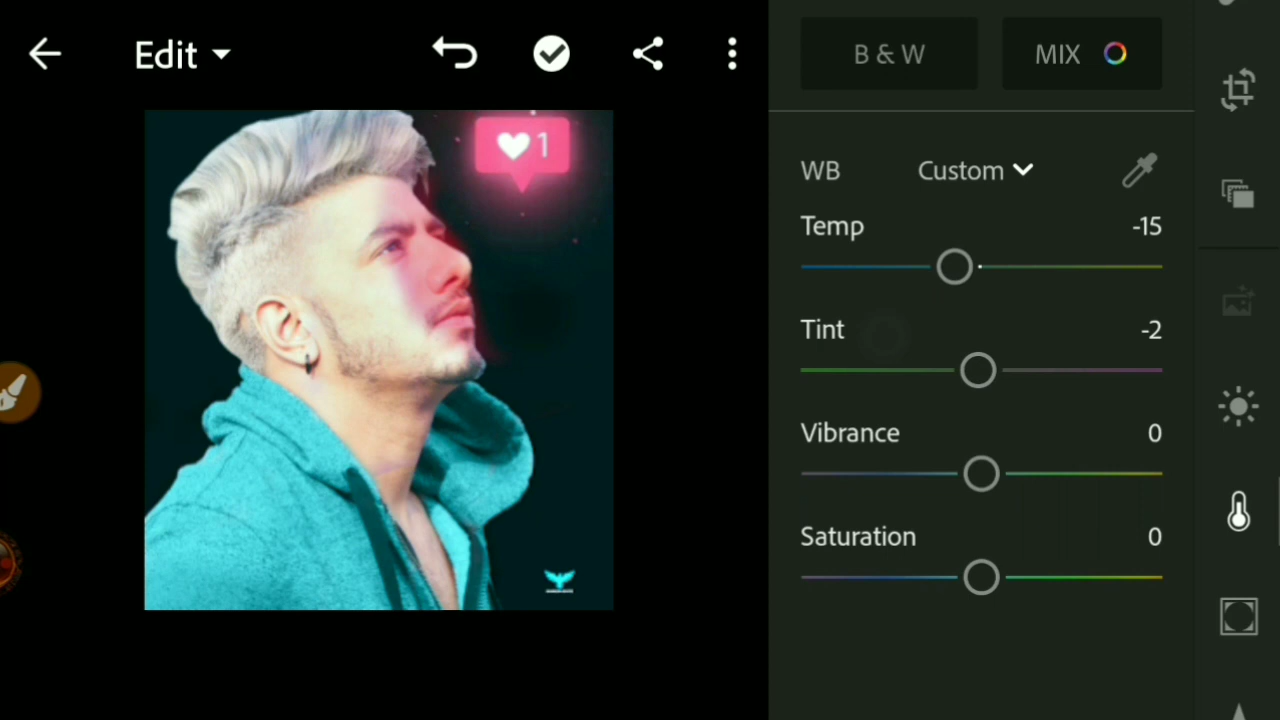 Edit
B & W
MIX
1
WB
Custom
Temp
-15
Tint
-2
Vibrance
0
Saturation
0